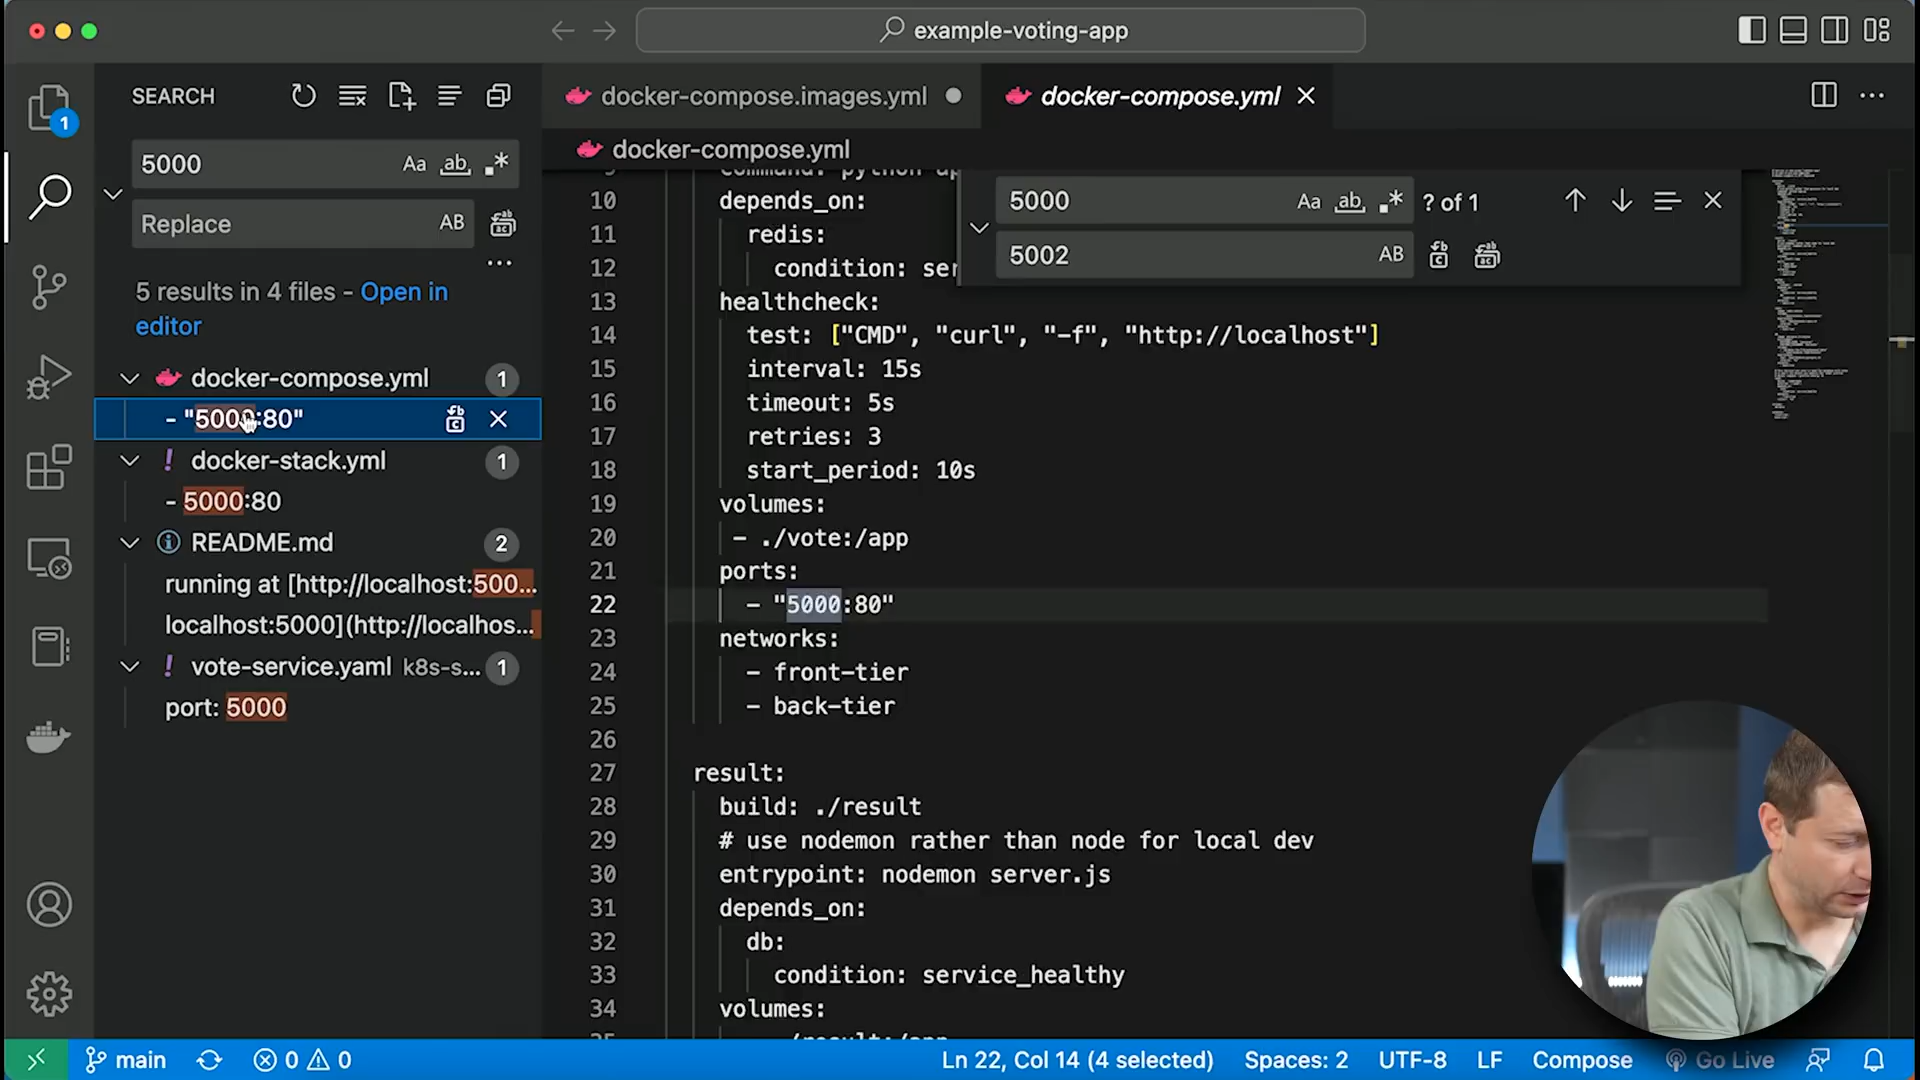 example-voting-app
SEARCH
docker-compose.images.yml
docker-compose.yml
1
5000
Aa
ab
Replace
AB
5 results in 4 files - Open in
editor
docker-compose.yml 1
- "5000:80"
docker-stack.yml 1
- 5000:80
README.md 2
running at [http://localhost:500...
localhost:5000](http://localhos...
vote-service.yaml k8s-s... 1
port: 5000
docker-compose.yml
5000
Aa
ab
? of 1
5002
AB
10 depends_on:
11 redis:
12 condition:
13 healthcheck:
14 test: ["CMD", "curl", "-f", "http://localhost"]
15 interval: 15s
16 timeout: 5s
17 retries: 3
18 start_period: 10s
19 volumes:
20 - ./vote:/app
21 ports:
22 - "5000:80"
23 networks:
24 - front-tier
25 - back-tier
26
27 result:
28 build: ./result
29 # use nodemon rather than node for local dev
30 entrypoint: nodemon server.js
31 depends_on:
32 db:
33 condition: service_healthy
34 volumes:
main
0
0
Ln 22, Col 14 (4 selected)
Spaces: 2
UTF-8
LF
Compose
Go Live